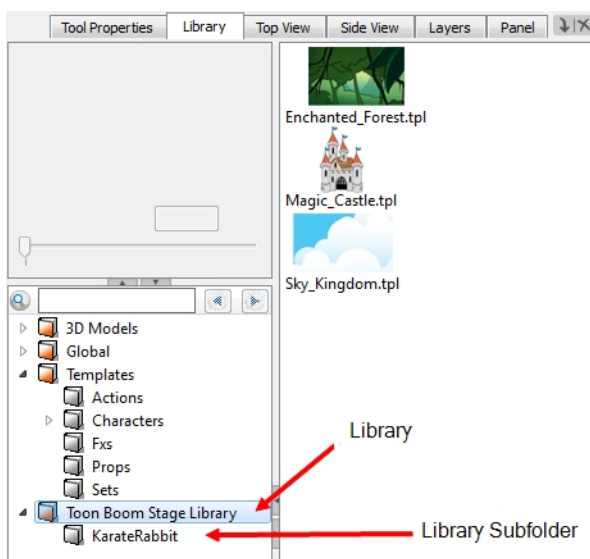 Tool Properties
Library
Top View
Side View
Layers
Panel
Enchanted_Forest.tpl
Magic_Castle.tpl
Sky_Kingdom.tpl
3D Models
Global
Templates
Actions
Characters
Fxs
Props
Sets
Toon Boom Stage Library
KarateRabbit
Library
Library Subfolder